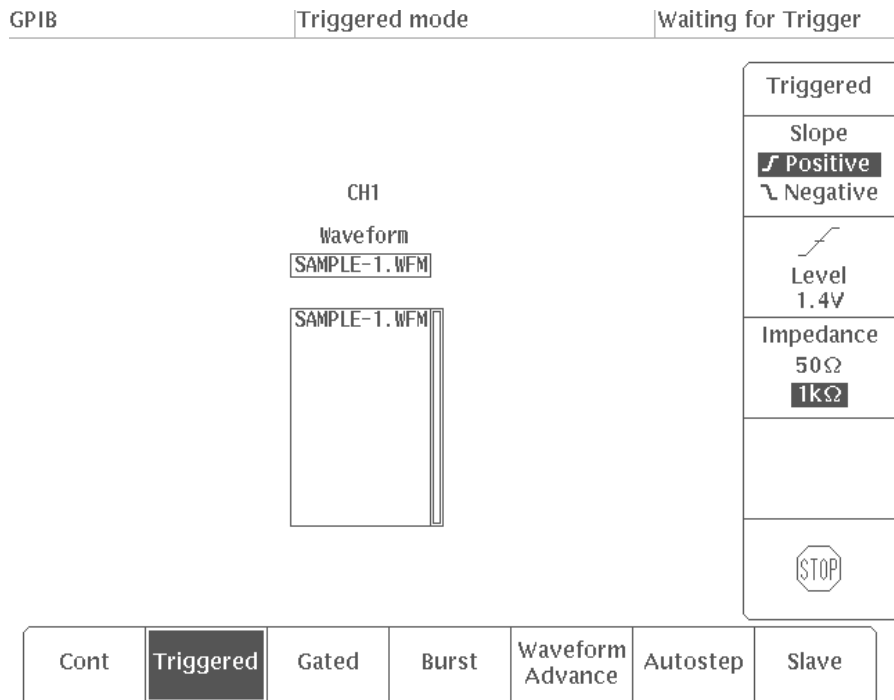 GPIB
Triggered mode
Waiting for Trigger
CH1
Waveform
SAMPLE-1.WFM
SAMPLE-1.WFM
Triggered
Slope
Positive
Negative
Level
1.4V
Impedance
50Ω
1kΩ
STOP
Cont
Triggered
Gated
Burst
Waveform
Advance
Autostep
Slave